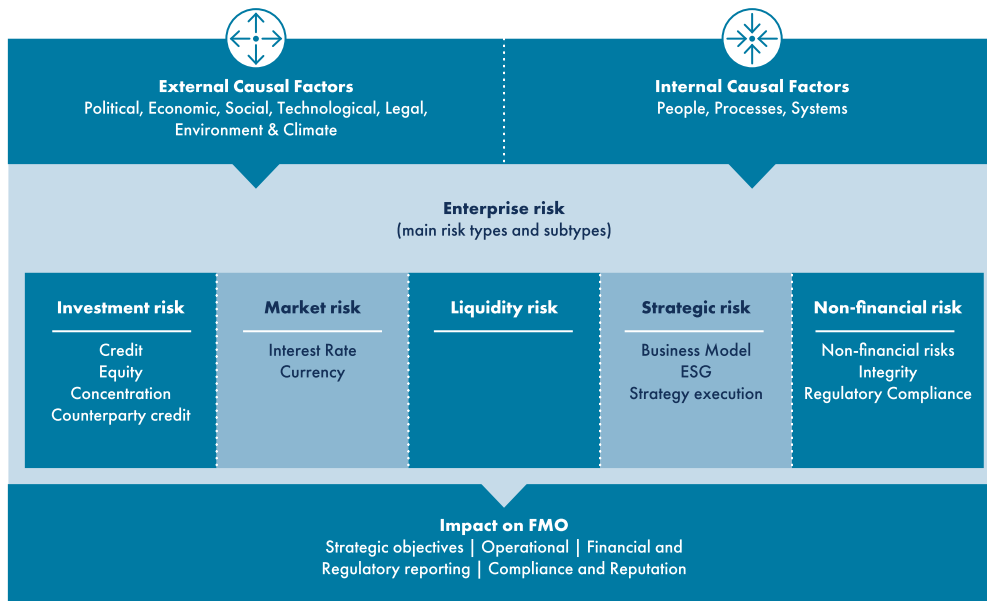 External Causal Factors
Political, Economic, Social, Technological, Legal,
Environment & Climate
Internal Causal Factors
People, Processes, Systems
Enterprise risk
(main risk types and subtypes)
Investment risk
Credit
Equity
Concentration
Counterparty credit
Market risk
Interest Rate
Currency
Liquidity risk
Strategic risk
Business Model
ESG
Strategy execution
Non-financial risk
Non-financial risks
Integrity
Regulatory Compliance
Impact on FMO
Strategic objectives | Operational | Financial and
Regulatory reporting | Compliance and Reputation